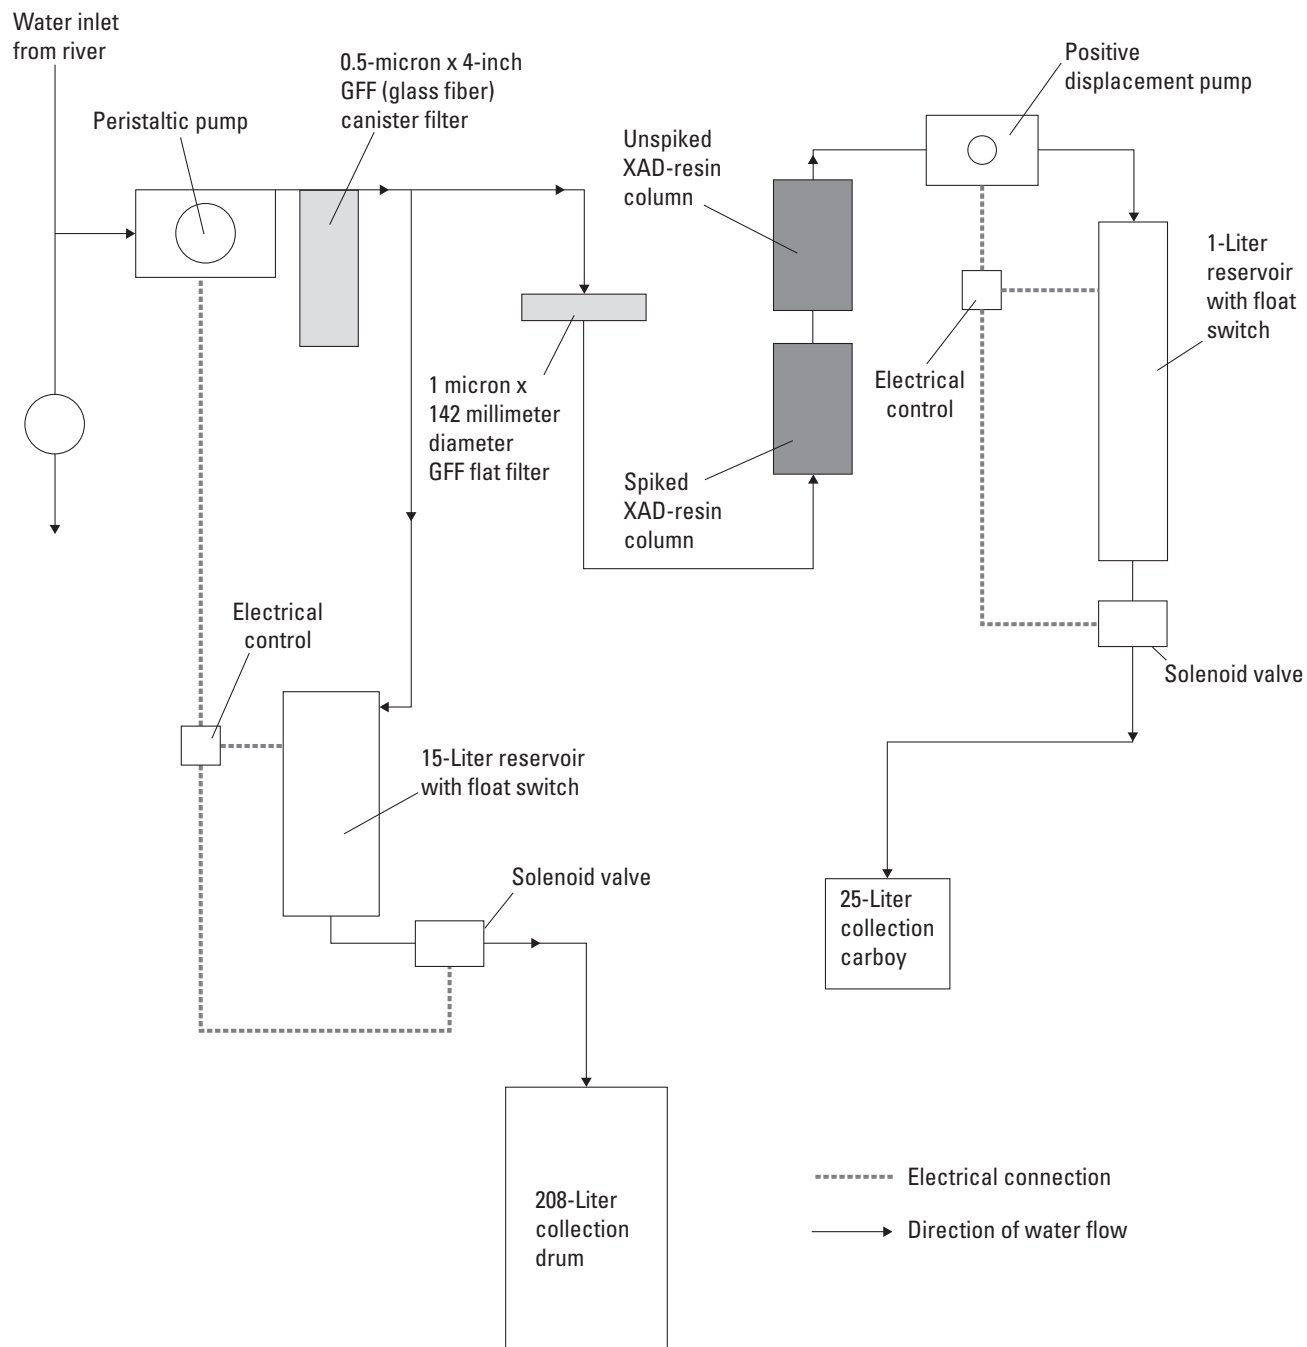 Water inlet
from river
Peristaltic pump
0.5-micron x 4-inch
GFF (glass fiber)
canister filter
Unspiked
XAD-resin
column
Positive
displacement pump
1-Liter
reservoir
with float
switch
1 micron x
142 millimeter
diameter
GFF flat filter
Electrical
control
Spiked
XAD-resin
column
Electrical
control
Solenoid valve
15-Liter reservoir
with float switch
Solenoid valve
25-Liter
collection
carboy
208-Liter
collection
drum
Electrical connection
Direction of water flow